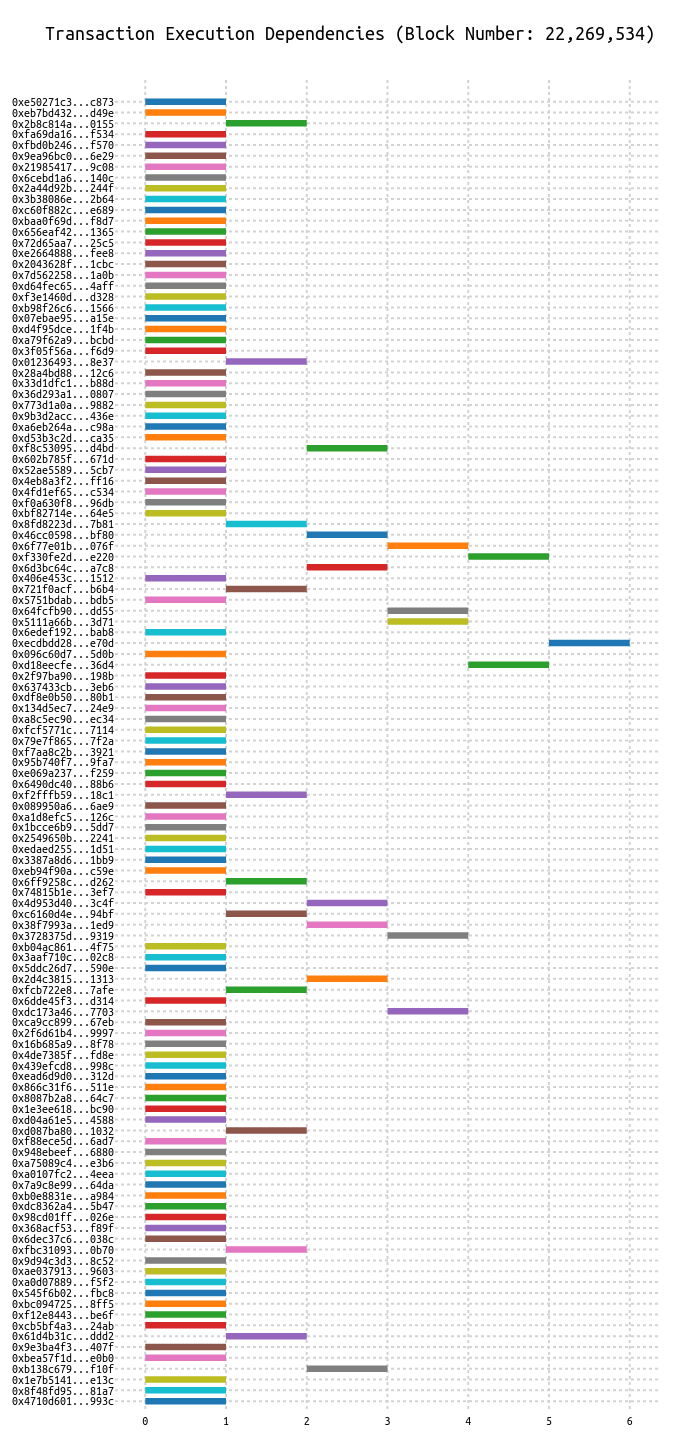 Transaction Execution Dependencies (Block Number: 22,269,534)
0xe50271c3...c873
0xeb7bd432...d49e
0x2b8c814a...0155
0xfa69da16...f534
0xfbd0b246...f570
0x9ea96bc0...6e29
0x21985417...9c08
0x6cebd1a6...140c
0x2a44d92b...244f
0x3b38086e...2b64
0xc60f882c...e689
0xbaa0f69d...f8d7
0x656eaf42...1365
0x72d65aa7...25c5
0xe2664888...fee8
0x2043628f...1cbc
0x7d562258...1a0b
0xd64fec65...4aff
0xf3e1460d...d328
0xb98f26c6...1566
0x07ebae95...a15e
0xd4f95dce...1f4b
0xa79f62a9...bcbd
0x3f05f56a...f6d9
0x01236493...8e37
0x28a4bd88...12c6
0x33d1dfc1...b88d
0x36d293a1...0807
0x773d1a0a...9882
0x9b3d2acc...436e
0xa6eb264a...c98a
0xd53b3c2d...ca35
0xf8c53095...d4bd
0x602b785f...671d
0x52ae5589...5cb7
0x4eb8a3f2...ff16
0x4fd1ef65...c534
0xf0a630f8...96db
0xbf82714e...64e5
0x8fd8223d...7b81
0x46cc0598...bf80
0x6f77e01b...076f
0xf330fe2d...e220
0x6d3bc64c...a7c8
0x406e453c...1512
0x721f0acf...b6b4
0x5751bdab...bdb5
0x64fcfb90...dd55
0x5111a66b...3d71
0x6edef192...bab8
0xecdbdd28...e70d
0x096c60d7...5d0b
0xd18eecfe...36d4
0x2f97ba90...198b
0x637433cb...3eb6
0xdf8e0b50...80b1
0x134d5ec7...24e9
0xa8c5ec90...ec34
0xfcf5771c...7114
0x79e7f865...7f2a
0xf7aa8c2b...3921
0x95b740f7...9fa7
0xe069a237...f259
0x6490dc40...88b6
0xf2fffb59...18c1
0x089950a6...6ae9
0xa1d8efc5...126c
0x1bcce6b9...5dd7
0x2549650b...2241
0xedaed255...1d51
0x3387a8d6...1bb9
0xeb94f90a...c59e
0x6ff9258c...d262
0x74815b1e...3ef7
0x4d953d40...3c4f
0xc6160d4e...94bf
0x38f7993a...1ed9
0x3728375d...9319
0xb04ac861...4f75
0x3aaf710c...02c8
0x5ddc26d7...590e
0x2d4c3815...1313
0xfcb722e8...7afe
0x6dde45f3...d314
0xdc173a46...7703
0xca9cc899...67eb
0x2f6d61b4...9997
0x16b685a9...8f78
0x4de7385f...fd8e
0x439efcd8...998c
0xead6d9d0...312d
0x866c31f6...511e
0x8087b2a8...64c7
0x1e3ee618...bc90
0xd04a61e5...4588
0xd087ba80...1032
0xf88ece5d...6ad7
0x948ebeef...6880
0xa75089c4...e3b6
0xa0107fc2...4eea
0x7a9c8e99...64da
0xb0e8831e...a984
0xdc8362a4...5b47
0x98cd01ff...026e
0x368acf53...f89f
0x6dec37c6...038c
0xfbc31093...0b70
0x9d94c3d3...8c52
0xae037913...9603
0xa0d07889...f5f2
0x545f6b02...fbc8
0xbc094725...8ff5
0xf12e8443...be6f
0xcb5bf4a3...24ab
0x61d4b31c...ddd2
0x9e3ba4f3...407f
0xbea57f1d...e0b0
0xb138c679...f10f
0x1e7b5141...e13c
0x8f48fd95...81a7
0x4710d601...993c
0 1 2 3 4 5 6